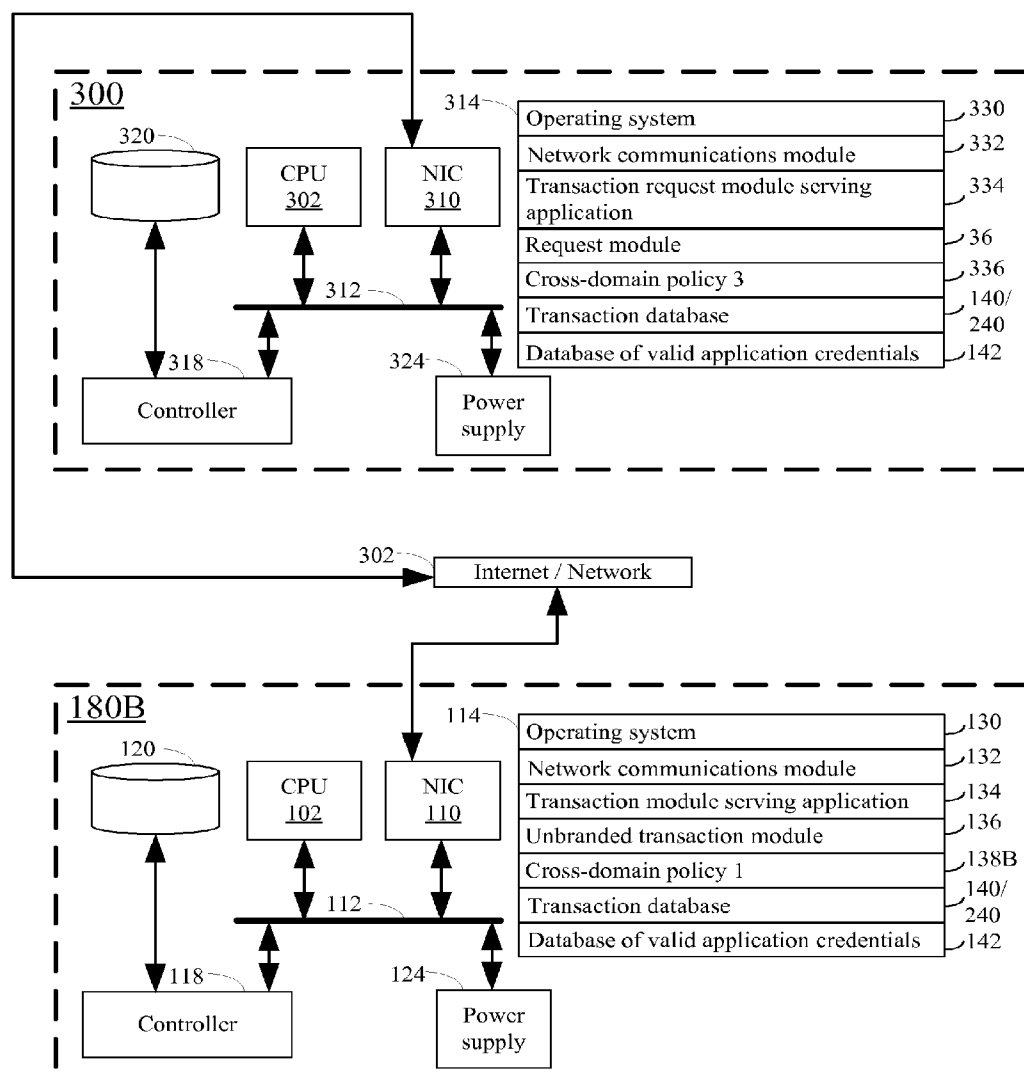 300
320
CPU
302
NIC
310
312
318
Controller
324
Power
supply
314
Operating system
330
Network communications module
332
Transaction request module serving
application
334
Request module
36
Cross-domain policy 3
336
Transaction database
140/
240
Database of valid application credentials
142
302
Internet / Network
180B
120
CPU
102
NIC
110
112
118
Controller
124
Power
supply
114
Operating system
130
Network communications module
132
Transaction module serving application
134
Unbranded transaction module
136
Cross-domain policy 1
138B
Transaction database
140/
240
Database of valid application credentials
142